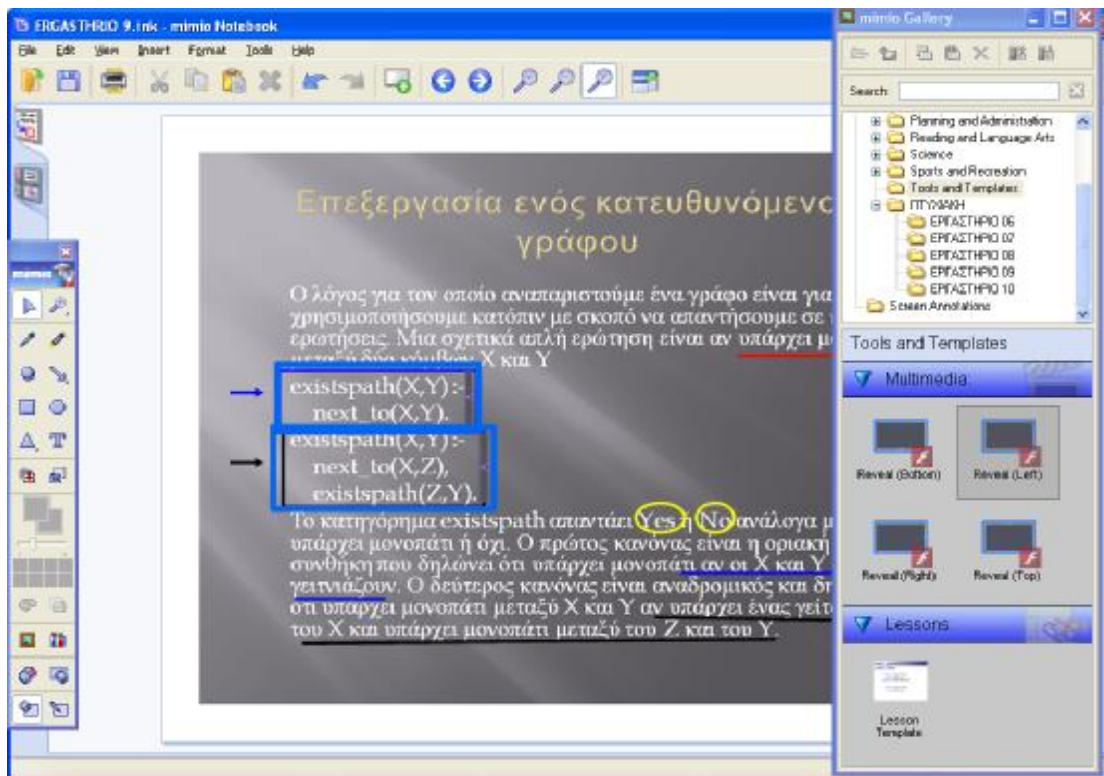 ERGASTHRIO 9.ink - mimio Notebook
File Edit View Insert Format Tools Help
Επεξεργασία ενός κατευθυνόμενο
γράφου
Ο λόγος για τον οποίο αναπαριστούμε ένα γράφο είναι για
χρησιμοποιήσουμε κατόπιν με σκοπό να απαντήσουμε σε
ερωτήσεις. Μια σχετικά απλή ερώτηση είναι αν υπάρχει μ
μεταξύ δύο κόμβων Χ και Υ
existspath(X,Y):-
next_to(X,Y).
existspath(X,Y):-
next_to(X,Z),
existspath(Z,Y).
Το κατηγόρημα existspath απαντάει Yes ή No ανάλογα μ
υπάρχει μονοπάτι ή όχι. Ο πρώτος κανόνας είναι η οριακή
συνθήκη που δηλώνει ότι υπάρχει μονοπάτι αν οι Χ και Υ
γειτνιάζουν. Ο δεύτερος κανόνας είναι αναδρομικός και δη
ότι υπάρχει μονοπάτι μεταξύ Χ και Υ αν υπάρχει ένας γείτο
του Χ και υπάρχει μονοπάτι μεταξύ του Ζ και του Υ
mimio
mimio Gallery
Search:
Planning and Administration
Reading and Language Arts
Science
Sports and Recreation
Tools and Templates
ΠΤΥΧΙΑΚΗ
ΕΡΓΑΣΤΗΡΙΟ 06
ΕΡΓΑΣΤΗΡΙΟ 07
ΕΡΓΑΣΤΗΡΙΟ 08
ΕΡΓΑΣΤΗΡΙΟ 09
ΕΡΓΑΣΤΗΡΙΟ 10
Screen Annotations
Tools and Templates
Multimedia
Reveal (Bottom) Reveal (Left)
Reveal (Right) Reveal (Top)
Lessons
Lesson
Template